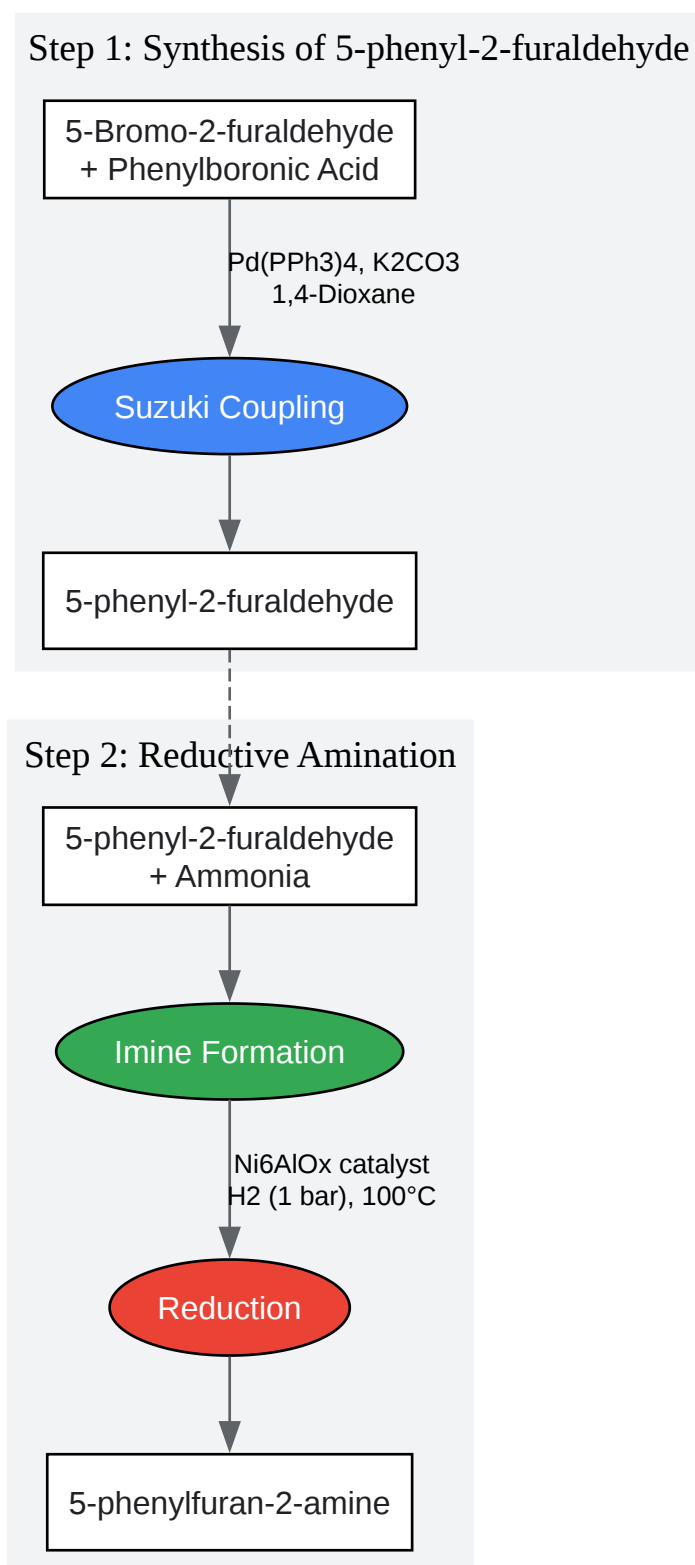 Step 1: Synthesis of 5-phenyl-2-furaldehyde
5-Bromo-2-furaldehyde
+ Phenylboronic Acid
Pd(PPh3)4, K2CO3
1,4-Dioxane
Suzuki Coupling
5-phenyl-2-furaldehyde
Step 2: Reductive Amination
5-phenyl-2-furaldehyde
+ Ammonia
Imine Formation
Ni6AlOx catalyst
H2 (1 bar), 100°C
Reduction
5-phenylfuran-2-amine